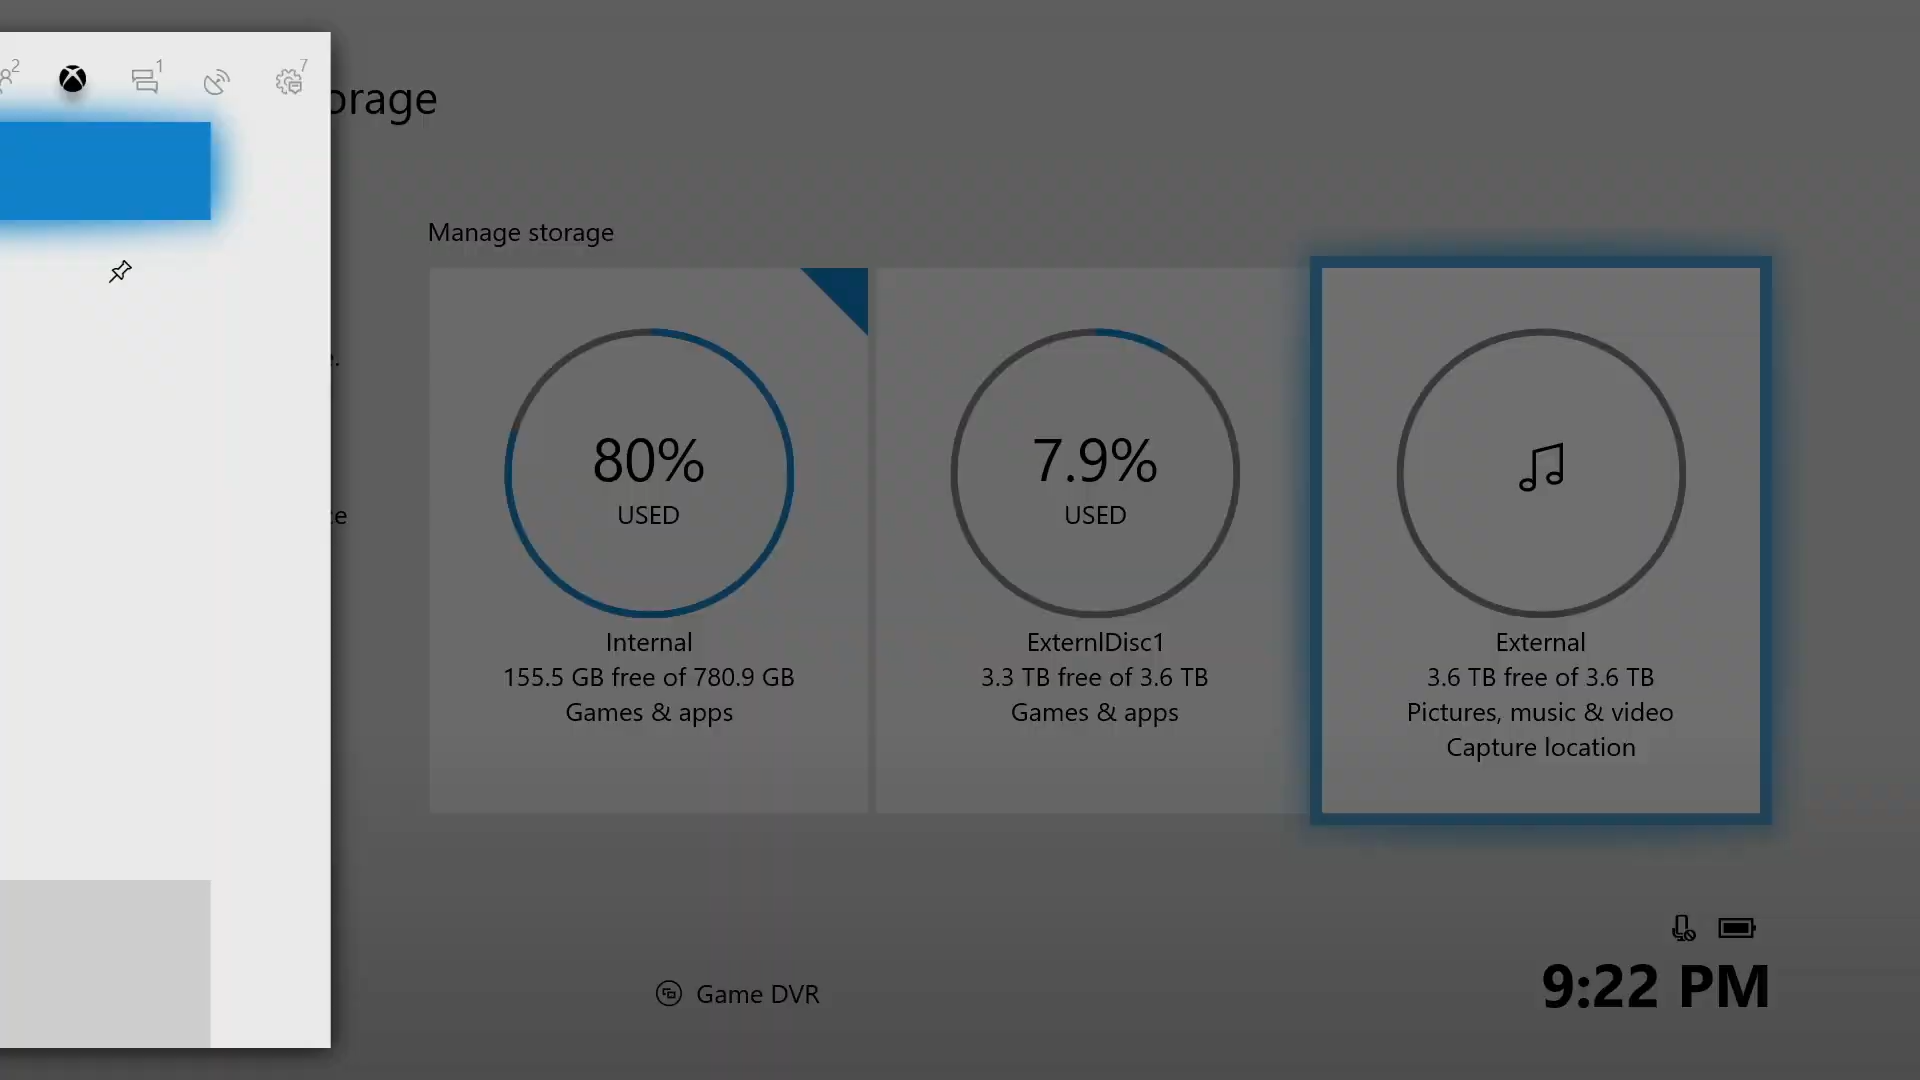 2
1
7
orage
Manage storage
80%
USED
Internal
155.5 GB free of 780.9 GB
Games & apps
7.9%
USED
ExternlDisc1
3.3 TB free of 3.6 TB
Games & apps
External
3.6 TB free of 3.6 TB
Pictures, music & video
Capture location
Game DVR
9:22 PM